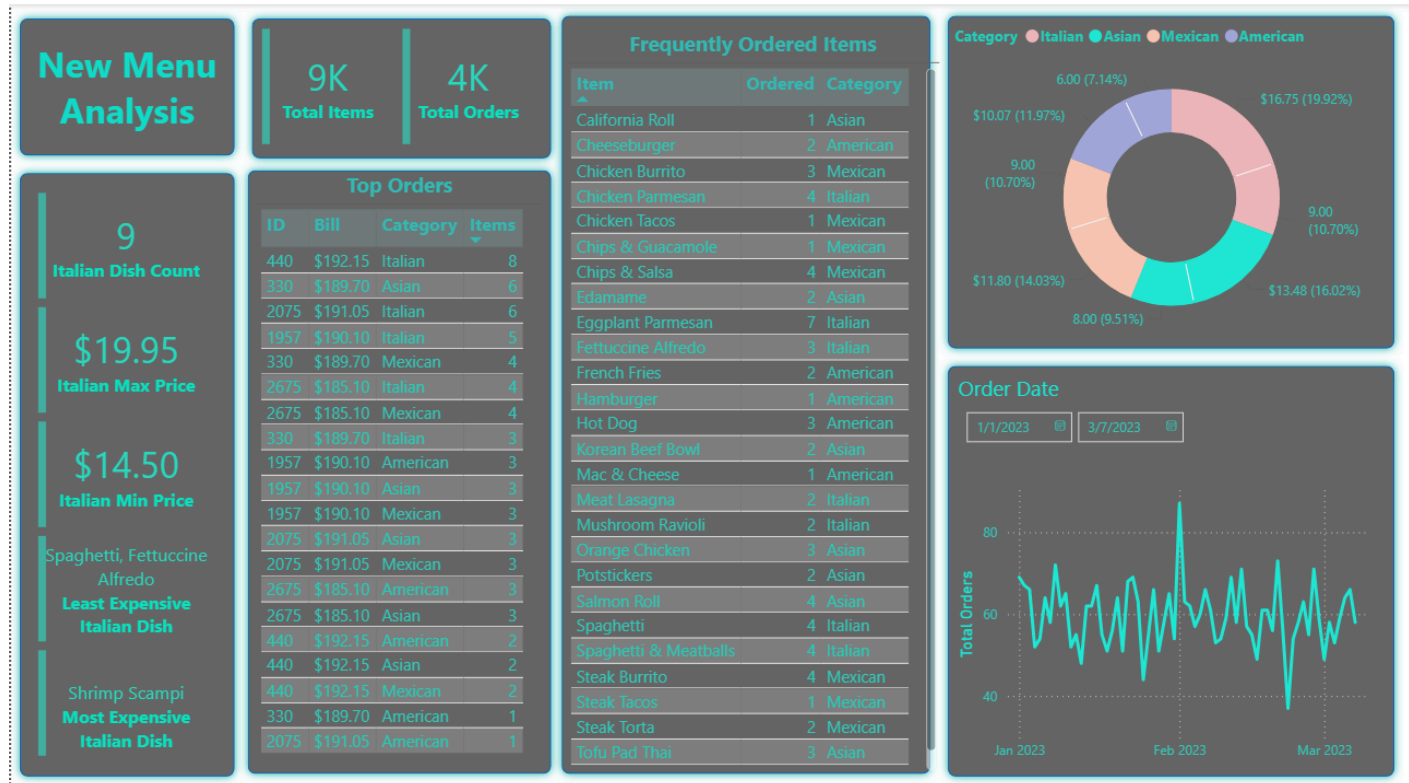 New Menu
Analysis
9K
Total Items
4K
Total Orders
9
Italian Dish Count
$19.95
Italian Max Price
$14.50
Italian Min Price
Spaghetti, Fettuccine
Alfredo
Least Expensive
Italian Dish
Shrimp Scampi
Most Expensive
Italian Dish
Top Orders
ID Bill Category Items
440 $192.15 Italian 8
330 $189.70 Asian 6
2075 $191.05 Italian 6
1957 $190.10 Italian 5
330 $189.70 Mexican 4
2675 $185.10 Italian 4
2675 $185.10 Mexican 4
330 $189.70 Italian 3
1957 $190.10 American 3
1957 $190.10 Asian 3
1957 $190.10 Mexican 3
2075 $191.05 Asian 3
2075 $191.05 Mexican 3
2675 $185.10 American 3
2675 $185.10 Asian 3
440 $192.15 American 2
440 $192.15 Asian 2
440 $192.15 Mexican 2
330 $189.70 American 1
2075 $191.05 American 1
Frequently Ordered Items
Item Ordered Category
California Roll 1 Asian
Cheeseburger 2 American
Chicken Burrito 3 Mexican
Chicken Parmesan 4 Italian
Chicken Tacos 1 Mexican
Chips & Guacamole 1 Mexican
Chips & Salsa 4 Mexican
Edamame 2 Asian
Eggplant Parmesan 7 Italian
Fettuccine Alfredo 3 Italian
French Fries 2 American
Hamburger 1 American
Hot Dog 3 American
Korean Beef Bowl 2 Asian
Mac & Cheese 1 American
Meat Lasagna 2 Italian
Mushroom Ravioli 2 Italian
Orange Chicken 3 Asian
Potstickers 2 Asian
Salmon Roll 4 Asian
Spaghetti 4 Italian
Spaghetti & Meatballs 4 Italian
Steak Burrito 4 Mexican
Steak Tacos 1 Mexican
Steak Torta 2 Mexican
Tofu Pad Thai 3 Asian
Category Italian Asian Mexican American
6.00 (7.14%)
$16.75 (19.92%)
$10.07 (11.97%)
9.00
(10.70%)
9.00
(10.70%)
$11.80 (14.03%)
$13.48 (16.02%)
8.00 (9.51%)
Order Date
1/1/2023 3/7/2023
Total Orders
80
60
40
Jan 2023 Feb 2023 Mar 2023